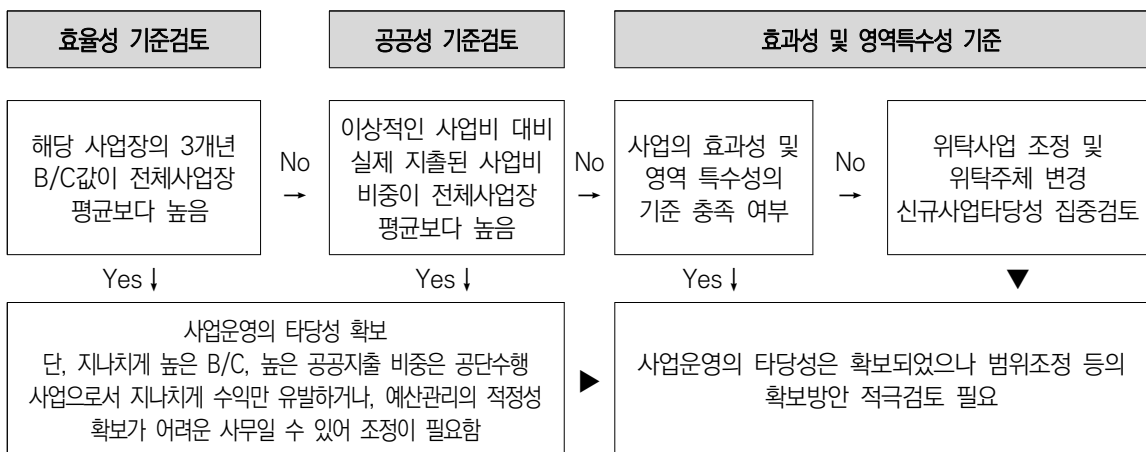 효율성 기준검토
공공성 기준검토
효과성 및 영역특수성 기준
해당 사업장의 3개년
B/C값이 전체사업장
평균보다 높음
No
→
이상적인 사업비 대비
실제 지출된 사업비
비중이 전체사업장
평균보다 높음
No
→
사업의 효과성 및
영역 특수성의
기준 충족 여부
No
→
위탁사업 조정 및
위탁주체 변경
신규사업타당성 집중검토
Yes↓
Yes↓
Yes↓
▼
사업운영의 타당성 확보
단, 지나치게 높은 B/C, 높은 공공지출 비중은 공단수행
사업으로서 지나치게 수익만 유발하거나, 예산관리의 적정성
확보가 어려운 사무일 수 있어 조정이 필요함
▶
사업운영의 타당성은 확보되었으나 범위조정 등의
확보방안 적극검토 필요